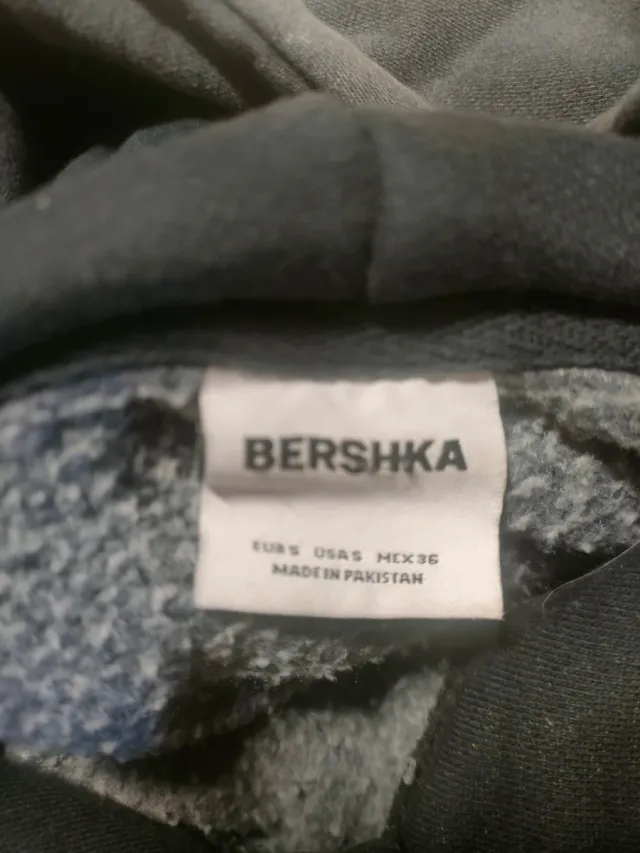 BERSHKA
EUR S USA S MEX 36
MADE IN PAKISTAN